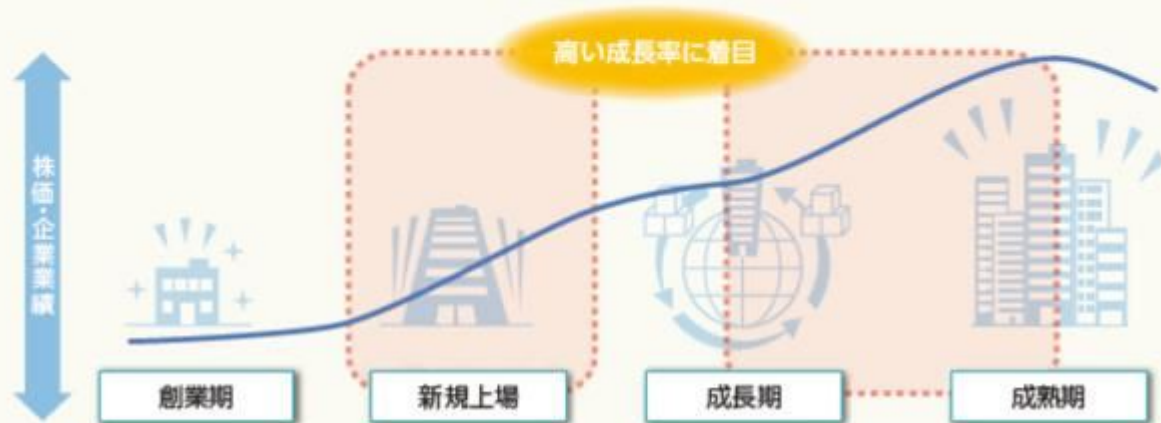 高い成長率に着目
株価・企業業績
創業期
新規上場
成長期
成熟期